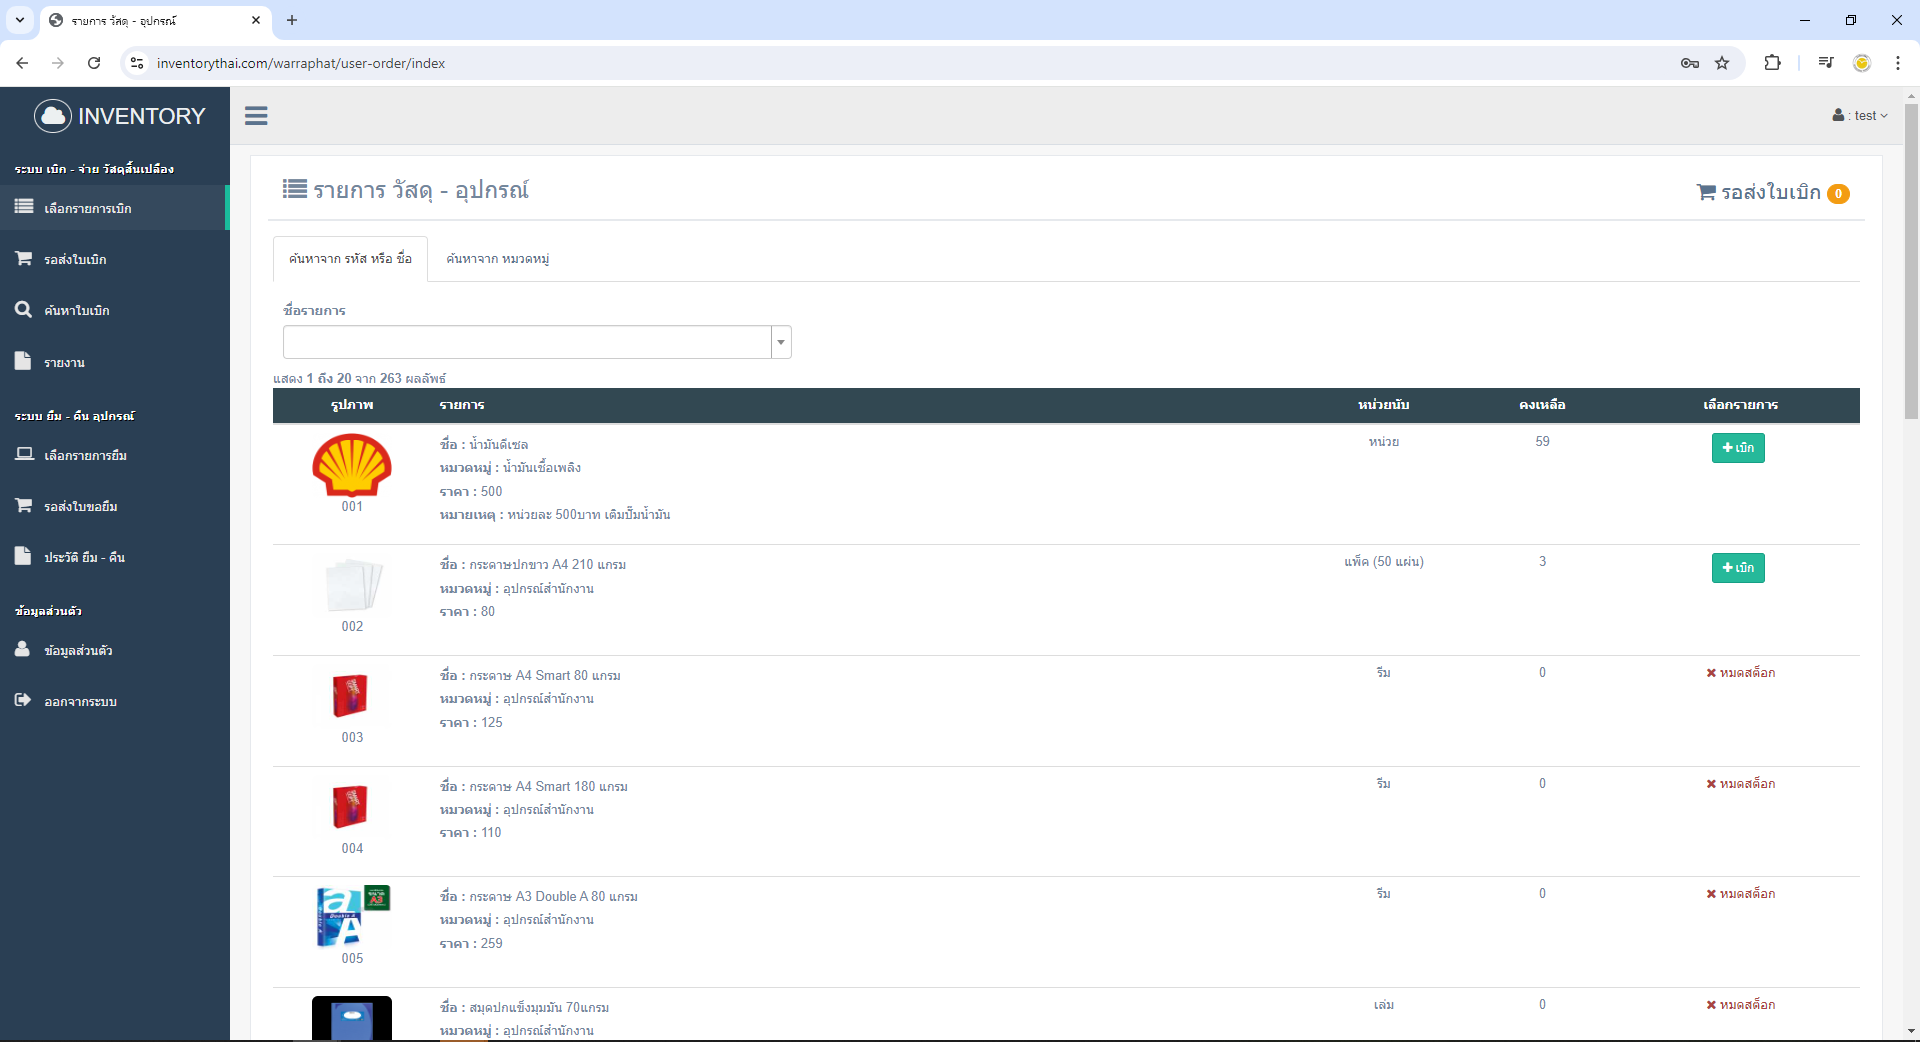 รายการ วัสดุ - อุปกรณ์
inventorythai.com/warraphat/user-order/index
INVENTORY
: test
ระบบ เบิก - จ่าย วัสดุสิ้นเปลือง
เลือกรายการเบิก
รอส่งใบเบิก
ค้นหาใบเบิก
รายงาน
ระบบ ยืม - คืน อุปกรณ์
เลือกรายการยืม
รอส่งใบขอยืม
ประวัติ ยืม - คืน
ข้อมูลส่วนตัว
ข้อมูลส่วนตัว
ออกจากระบบ
รายการ วัสดุ - อุปกรณ์
รอส่งใบเบิก 0
ค้นหาจาก รหัส หรือ ชื่อ ค้นหาจาก หมวดหมู่
ชื่อรายการ
แสดง 1 ถึง 20 จาก 263 ผลลัพธ์
รูปภาพ รายการ หน่วยนับ คงเหลือ เลือกรายการ
ชื่อ : น้ำมันดีเซล หน่วย 59 เบิก
หมวดหมู่ : น้ำมันเชื้อเพลิง
ราคา : 500
001
หมายเหตุ : หน่วยละ 500บาท เติมปั๊มน้ำมัน
ชื่อ : กระดาษปกขาว A4 210 แกรม แพ็ค (50 แผ่น) 3 เบิก
หมวดหมู่ : อุปกรณ์สำนักงาน
ราคา : 80
002
ชื่อ : กระดาษ A4 Smart 80 แกรม รีม 0 หมดสต็อก
หมวดหมู่ : อุปกรณ์สำนักงาน
ราคา : 125
003
ชื่อ : กระดาษ A4 Smart 180 แกรม รีม 0 หมดสต็อก
หมวดหมู่ : อุปกรณ์สำนักงาน
ราคา : 110
004
ชื่อ : กระดาษ A3 Double A 80 แกรม รีม 0 หมดสต็อก
หมวดหมู่ : อุปกรณ์สำนักงาน
ราคา : 259
A3
Double A
005
ชื่อ : สมุดปกแข็งมุมมัน 70แกรม เล่ม 0 หมดสต็อก
หมวดหมู่ : อุปกรณ์สำนักงาน